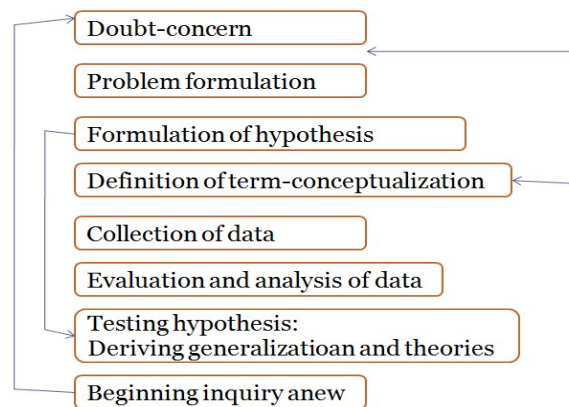 Doubt-concern
Problem formulation
Formulation of hypothesis
Definition of term-conceptualization
Collection of data
Evaluation and analysis of data
Testing hypothesis:
Deriving generalizatioan and theories
Beginning inquiry anew